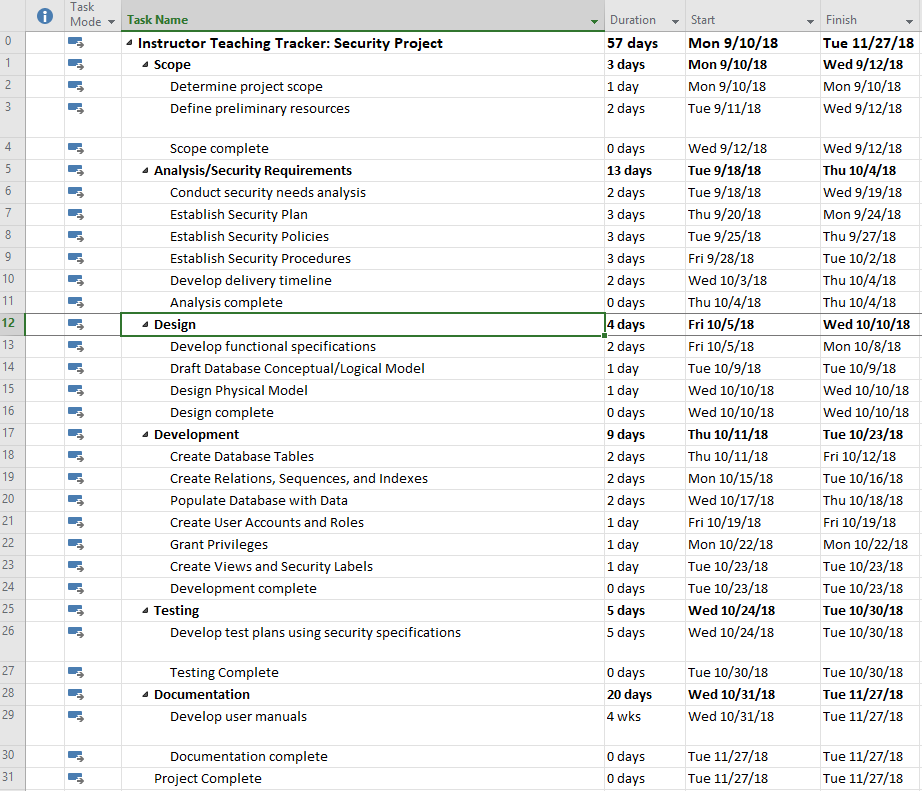 Task Mode Task Name Duration Start Finish
0 Instructor Teaching Tracker: Security Project 57 days Mon 9/10/18 Tue 11/27/18
1 Scope 3 days Mon 9/10/18 Wed 9/12/18
2 Determine project scope 1 day Mon 9/10/18 Mon 9/10/18
3 Define preliminary resources 2 days Tue 9/11/18 Wed 9/12/18
4 Scope complete 0 days Wed 9/12/18 Wed 9/12/18
5 Analysis/Security Requirements 13 days Tue 9/18/18 Thu 10/4/18
6 Conduct security needs analysis 2 days Tue 9/18/18 Wed 9/19/18
7 Establish Security Plan 3 days Thu 9/20/18 Mon 9/24/18
8 Establish Security Policies 3 days Tue 9/25/18 Thu 9/27/18
9 Establish Security Procedures 3 days Fri 9/28/18 Tue 10/2/18
10 Develop delivery timeline 2 days Wed 10/3/18 Thu 10/4/18
11 Analysis complete 0 days Thu 10/4/18 Thu 10/4/18
12 Design 4 days Fri 10/5/18 Wed 10/10/18
13 Develop functional specifications 2 days Fri 10/5/18 Mon 10/8/18
14 Draft Database Conceptual/Logical Model 1 day Tue 10/9/18 Tue 10/9/18
15 Design Physical Model 1 day Wed 10/10/18 Wed 10/10/18
16 Design complete 0 days Wed 10/10/18 Wed 10/10/18
17 Development 9 days Thu 10/11/18 Tue 10/23/18
18 Create Database Tables 2 days Thu 10/11/18 Fri 10/12/18
19 Create Relations, Sequences, and Indexes 2 days Mon 10/15/18 Tue 10/16/18
20 Populate Database with Data 2 days Wed 10/17/18 Thu 10/18/18
21 Create User Accounts and Roles 1 day Fri 10/19/18 Fri 10/19/18
22 Grant Privileges 1 day Mon 10/22/18 Mon 10/22/18
23 Create Views and Security Labels 1 day Tue 10/23/18 Tue 10/23/18
24 Development complete 0 days Tue 10/23/18 Tue 10/23/18
25 Testing 5 days Wed 10/24/18 Tue 10/30/18
26 Develop test plans using security specifications 5 days Wed 10/24/18 Tue 10/30/18
27 Testing Complete 0 days Tue 10/30/18 Tue 10/30/18
28 Documentation 20 days Wed 10/31/18 Tue 11/27/18
29 Develop user manuals 4 wks Wed 10/31/18 Tue 11/27/18
30 Documentation complete 0 days Tue 11/27/18 Tue 11/27/18
31 Project Complete 0 days Tue 11/27/18 Tue 11/27/18